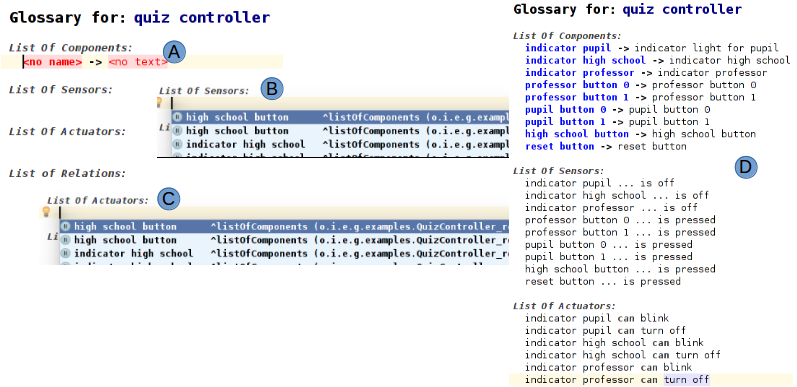 Glossary for: quiz controller
List Of Components:
<no name> -> <no text>
A
List Of Sensors:
List Of Actuators:
List of Relations:
List Of Sensors:
B
high school button ^listOfComponents (o.i.e.g.exampl
high school button ^listOfComponents (o.i.e.g.exampl
indicator high school ^listOfComponents (o.i.e.g.exampl
List Of Actuators:
C
high school button ^listOfComponents (o.i.e.g.examples.QuizController_re
high school button ^listOfComponents (o.i.e.g.examples.QuizController_re
indicator high school ^listOfComponents (o.i.e.g.examples.QuizController_re
Glossary for: quiz controller
List Of Components:
indicator pupil -> indicator light for pupil
indicator high school -> indicator high school
indicator professor -> indicator professor
professor button 0 -> professor button 0
professor button 1 -> professor button 1
pupil button 0 -> pupil button 0
pupil button 1 -> pupil button 1
high school button -> high school button
reset button -> reset button
D
List Of Sensors:
indicator pupil ... is off
indicator high school ... is off
indicator professor ... is off
professor button 0 ... is pressed
professor button 1 ... is pressed
pupil button 0 ... is pressed
pupil button 1 ... is pressed
high school button ... is pressed
reset button ... is pressed
List Of Actuators:
indicator pupil can blink
indicator pupil can turn off
indicator high school can blink
indicator high school can turn off
indicator professor can blink
indicator professor can turn off